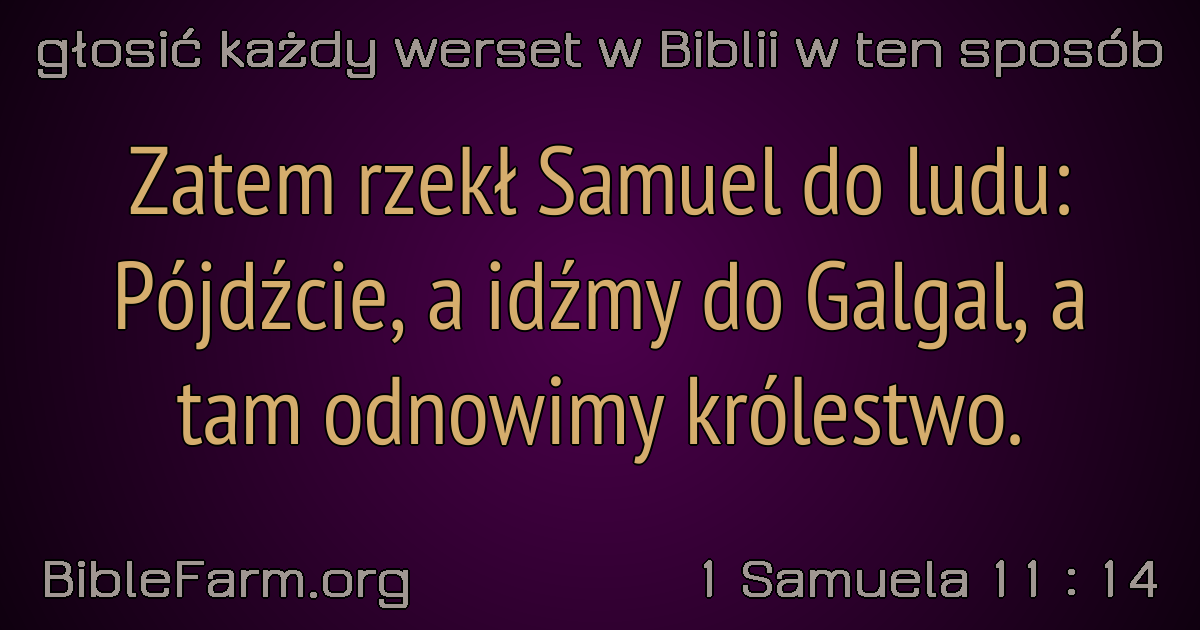 głosić każdy werset w Biblii w ten sposób
Zatem rzekł Samuel do ludu:
Pójdźcie, a idźmy do Galgal, a
tam odnowimy królestwo.
BibleFarm.org
1 Samuela 11 : 14